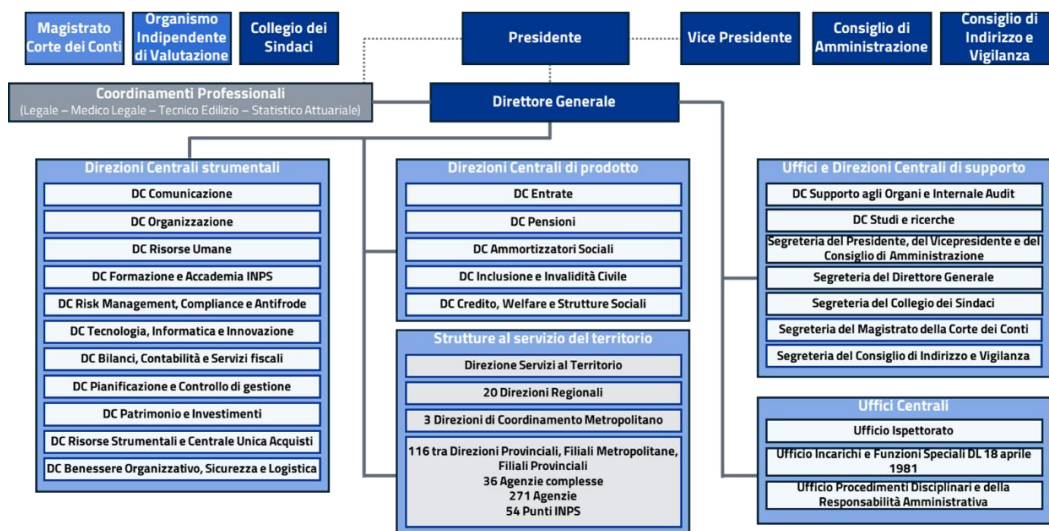 Magistrato
Corte dei Conti
Organismo
Indipendente
di Valutazione
Collegio dei
Sindaci
Presidente
Vice Presidente
Consiglio di
Amministrazione
Consiglio di
Indirizzo e
Vigilanza
Coordinamenti Professionali
(Legale – Medico Legale – Tecnico Edilizio – Statistico Attuariale)
Direttore Generale
Direzioni Centrali strumentali
DC Comunicazione
DC Organizzazione
DC Risorse Umane
DC Formazione e Accademia INPS
DC Risk Management, Compliance e Antifrode
DC Tecnologia, Informatica e Innovazione
DC Bilanci, Contabilità e Servizi fiscali
DC Pianificazione e Controllo di gestione
DC Patrimonio e Investimenti
DC Risorse Strumentali e Centrale Unica Acquisti
DC Benessere Organizzativo, Sicurezza e Logistica
Direzioni Centrali di prodotto
DC Entrate
DC Pensioni
DC Ammortizzatori Sociali
DC Inclusione e Invalidità Civile
DC Credito, Welfare e Strutture Sociali
Strutture al servizio del territorio
Direzione Servizi al Territorio
20 Direzioni Regionali
3 Direzioni di Coordinamento Metropolitano
116 tra Direzioni Provinciali, Filiali Metropolitane,
Filiali Provinciali
36 Agenzie complesse
271 Agenzie
54 Punti INPS
Uffici e Direzioni Centrali di supporto
DC Supporto agli Organi e Internale Audit
DC Studi e ricerche
Segreteria del Presidente, del Vicepresidente e del
Consiglio di Amministrazione
Segreteria del Direttore Generale
Segreteria del Collegio dei Sindaci
Segreteria del Magistrato della Corte dei Conti
Segreteria del Consiglio di Indirizzo e Vigilanza
Uffici Centrali
Ufficio Ispettorato
Ufficio Incarichi e Funzioni Speciali DL 18 aprile
1981
Ufficio Procedimenti Disciplinari e della
Responsabilità Amministrativa